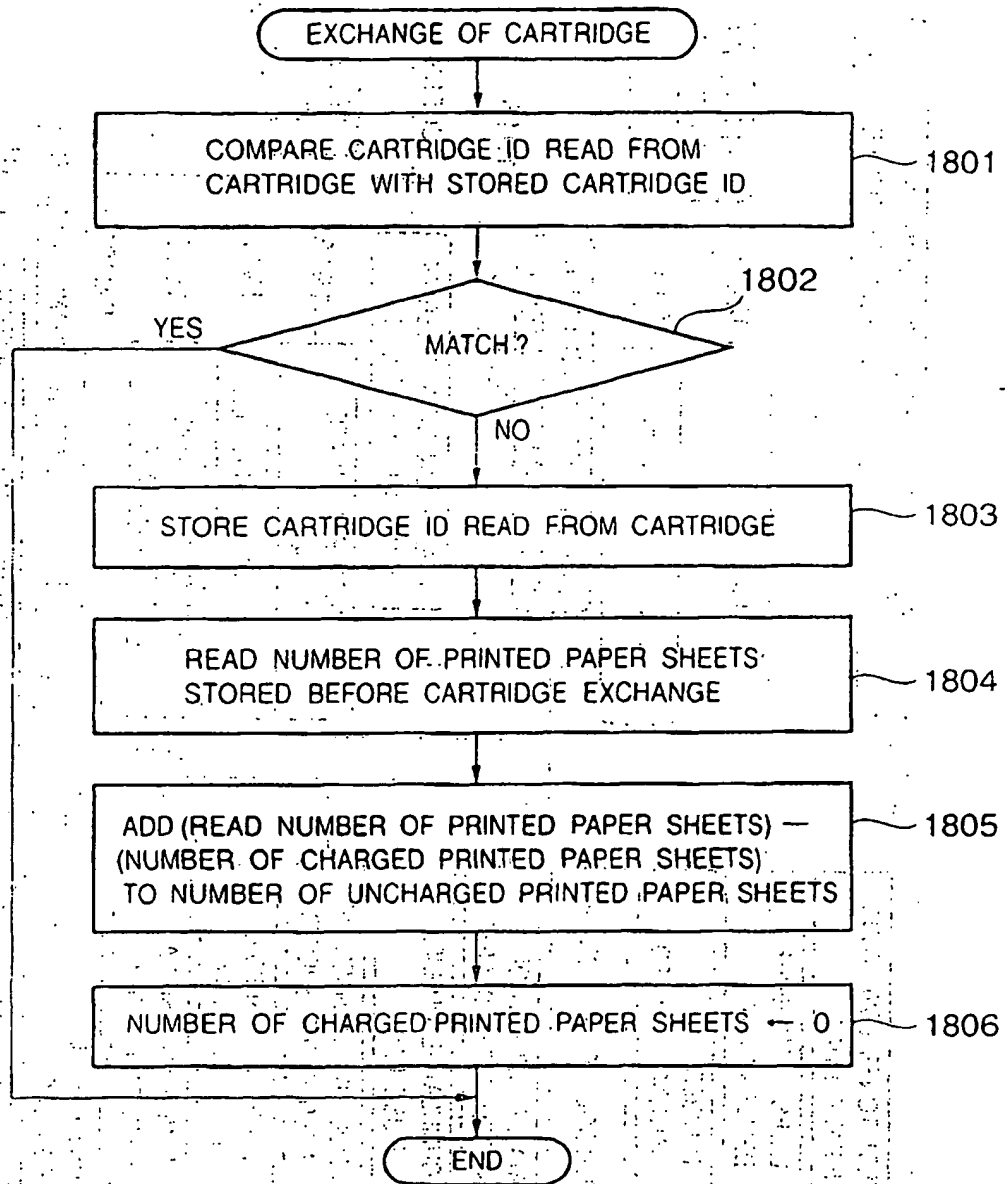 EXCHANGE OF CARTRIDGE
COMPARE CARTRIDGE ID READ FROM
CARTRIDGE WITH STORED CARTRIDGE ID
1801
1802
YES
MATCH?
NO
STORE CARTRIDGE ID READ FROM CARTRIDGE
1803
READ NUMBER OF PRINTED PAPER SHEETS
STORED BEFORE CARTRIDGE EXCHANGE
1804
ADD (READ NUMBER OF PRINTED PAPER SHEETS) —
(NUMBER OF CHARGED PRINTED PAPER SHEETS)
TO NUMBER OF UNCHARGED PRINTED PAPER SHEETS
1805
NUMBER OF CHARGED PRINTED PAPER SHEETS ← 0
1806
END